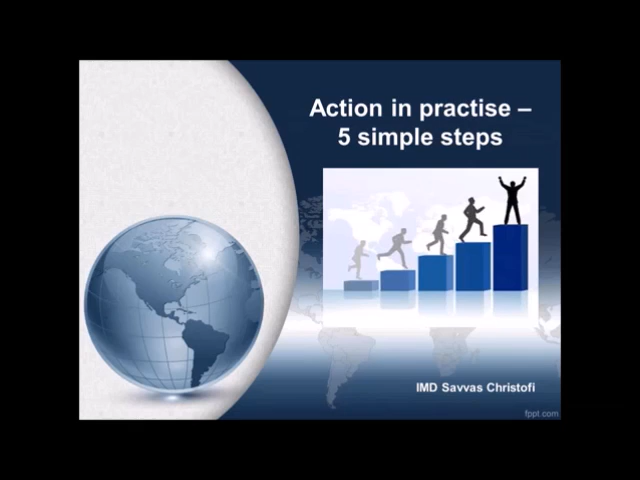 Action in practise –
5 simple steps
IMD Savvas Christofi
fppt.com